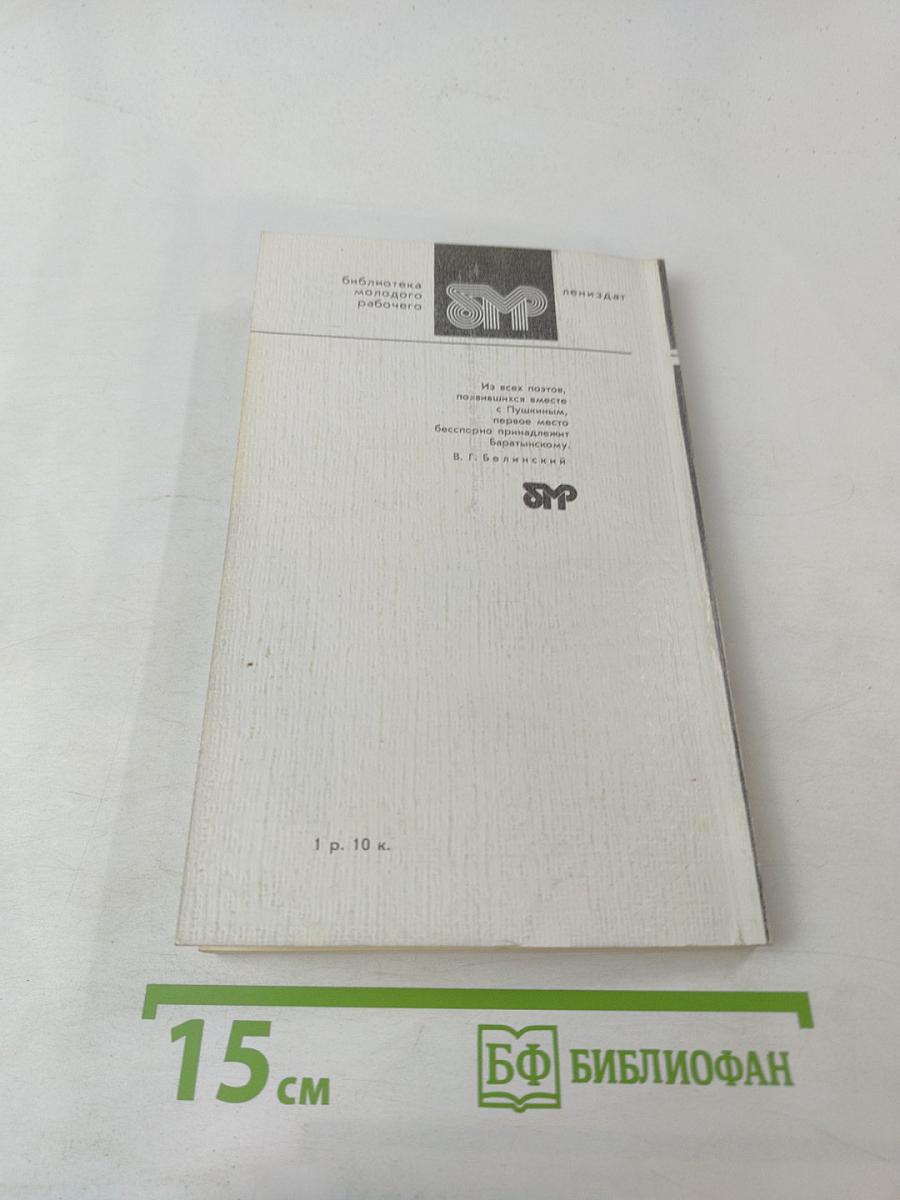 библиотека
молодого
рабочего
БМР
лениздат
Из всех поэтов,
появившихся вместе
с Пушкиным,
первое место
бесспорно принадлежит
Баратынскому.
В. Г. Белинский
БМР
1 р. 10 к.
15 см
БФ БИБЛИОФАН